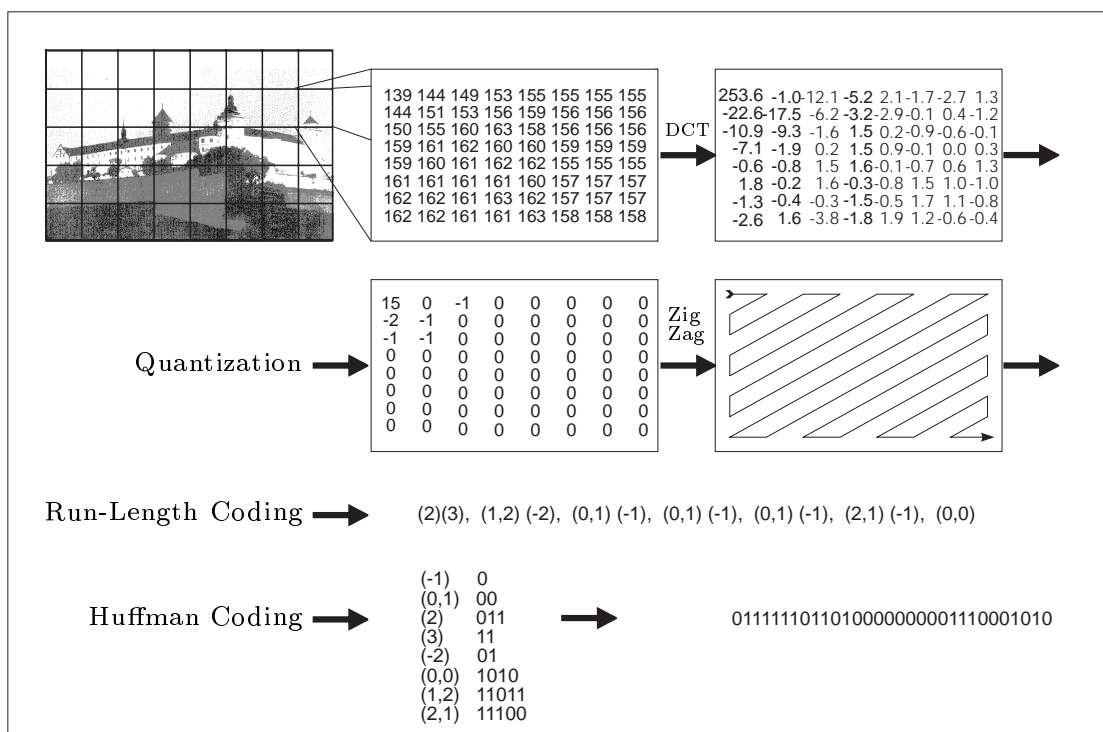 139 144 149 153 155 155 155 155
144 151 153 156 159 156 156 156
150 155 160 163 158 156 156 156
159 161 162 160 160 159 159 159
159 160 161 162 162 155 155 155
161 161 161 161 160 157 157 157
162 162 161 163 162 157 157 157
162 162 161 161 163 158 158 158
DCT
253.6 -1.0 -12.1 -5.2 2.1 -1.7 -2.7 1.3
-22.6 -17.5 -6.2 -3.2 -2.9 -0.1 0.4 -1.2
-10.9 -9.3 -1.6 1.5 0.2 -0.9 -0.6 -0.1
-7.1 -1.9 0.2 1.5 0.9 -0.1 0.0 0.3
-0.6 -0.8 1.5 1.6 -0.1 -0.7 0.6 1.3
1.8 -0.2 1.6 -0.3 -0.8 1.5 1.0 -1.0
-1.3 -0.4 -0.3 -1.5 -0.5 1.7 1.1 -0.8
-2.6 1.6 -3.8 -1.8 1.9 1.2 -0.6 -0.4
Quantization
15 0 -1 0 0 0 0 0
-2 -1 0 0 0 0 0 0
-1 -1 0 0 0 0 0 0
0 0 0 0 0 0 0 0
0 0 0 0 0 0 0 0
0 0 0 0 0 0 0 0
0 0 0 0 0 0 0 0
0 0 0 0 0 0 0 0
Zig
Zag
Run-Length Coding
(2)(3), (1,2) (-2), (0,1) (-1), (0,1) (-1), (0,1) (-1), (2,1) (-1), (0,0)
Huffman Coding
(-1) 0
(0,1) 00
(2) 011
(3) 11
(-2) 01
(0,0) 1010
(1,2) 11011
(2,1) 11100
0111111011010000000001110001010